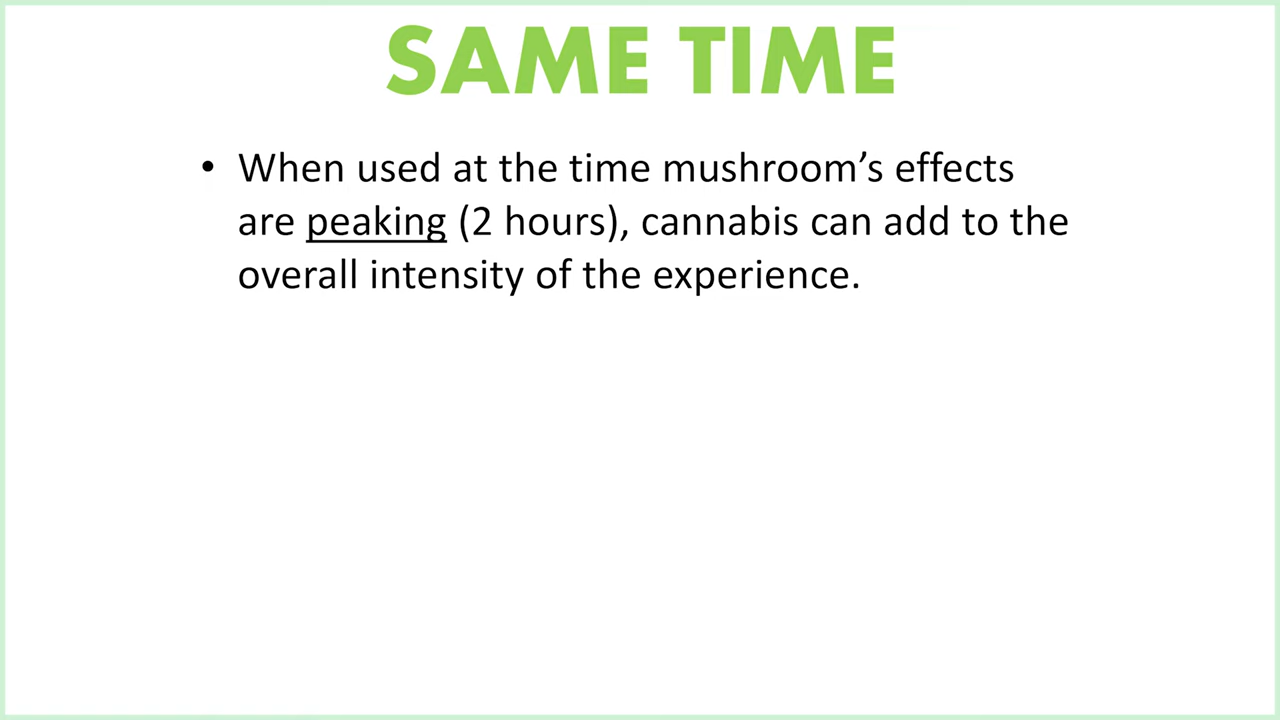 SAME TIME
• When used at the time mushroom’s effects
are peaking (2 hours), cannabis can add to the
overall intensity of the experience.